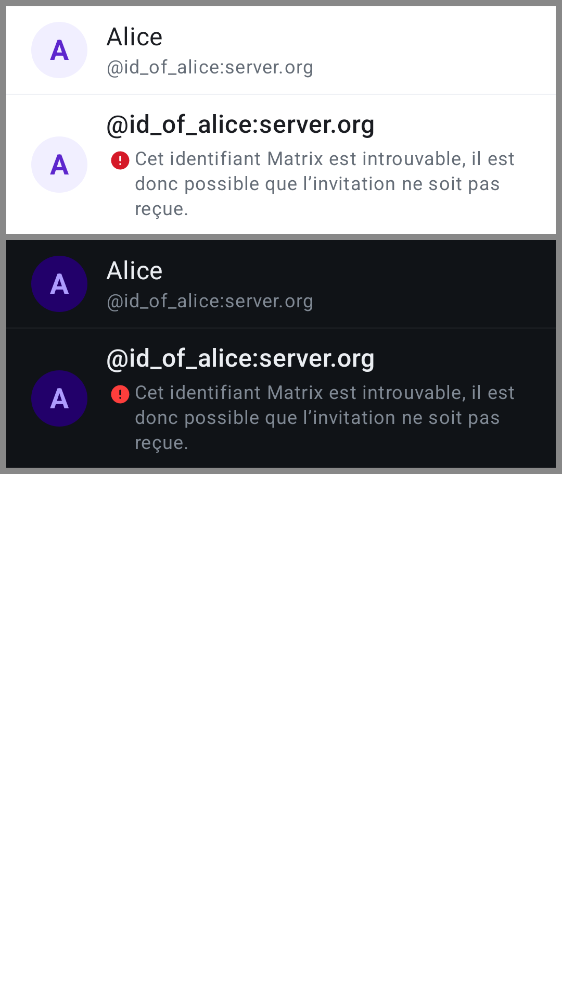 A
Alice
@id_of_alice:server.org
A
@id_of_alice:server.org
Cet identifiant Matrix est introuvable, il est
donc possible que l’invitation ne soit pas
reçue.
A
Alice
@id_of_alice:server.org
A
@id_of_alice:server.org
Cet identifiant Matrix est introuvable, il est
donc possible que l’invitation ne soit pas
reçue.